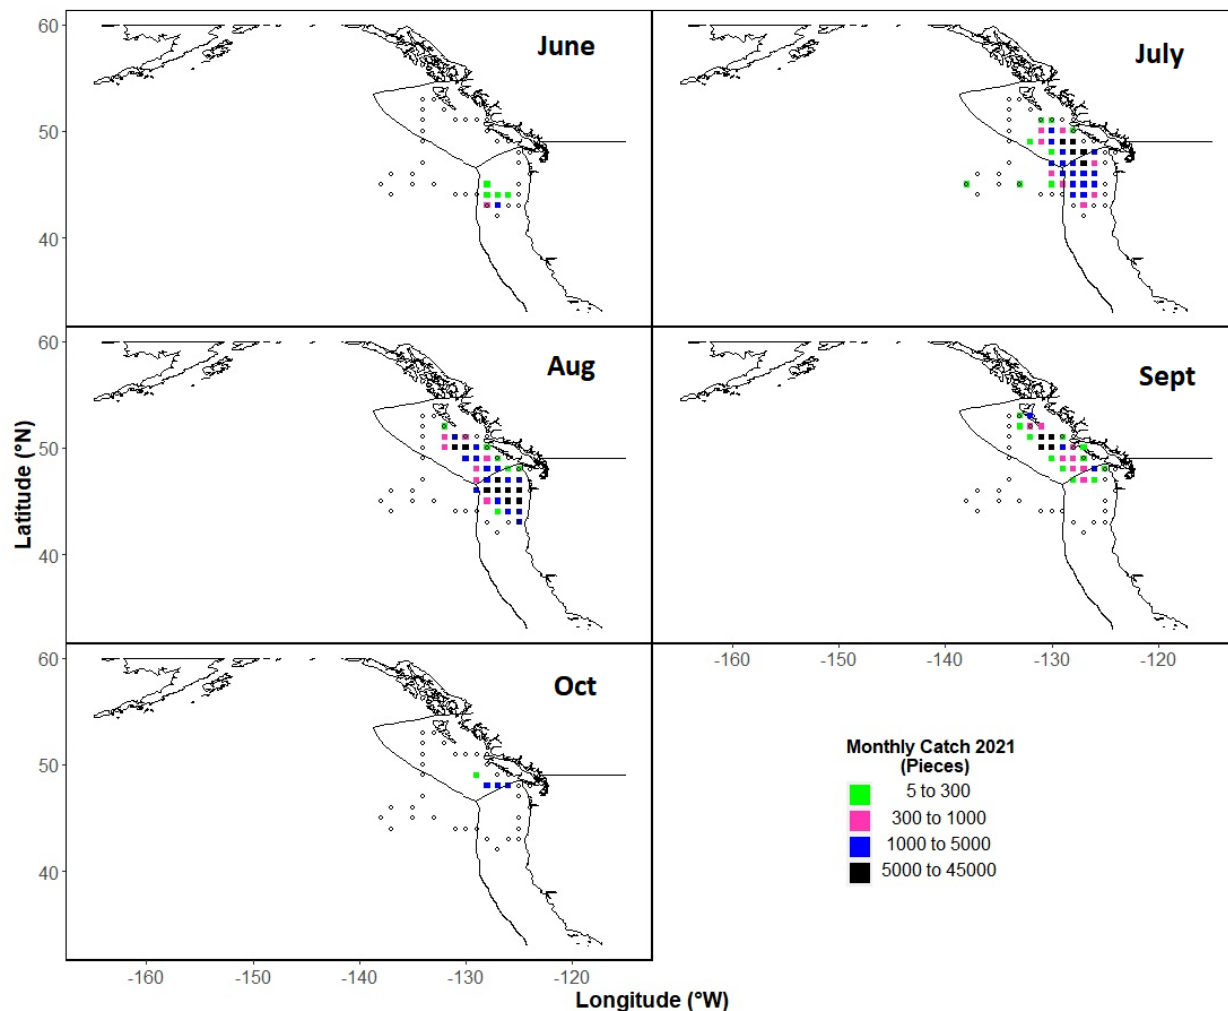 60
50
40
June
July
Latitude (°N)
60
50
40
Aug
Sept
-160
-150
-140
-130
-120
60
50
40
Oct
Monthly Catch 2021
(Pieces)
5 to 300
300 to 1000
1000 to 5000
5000 to 45000
-160
-150
-140
-130
-120
Longitude (°W)